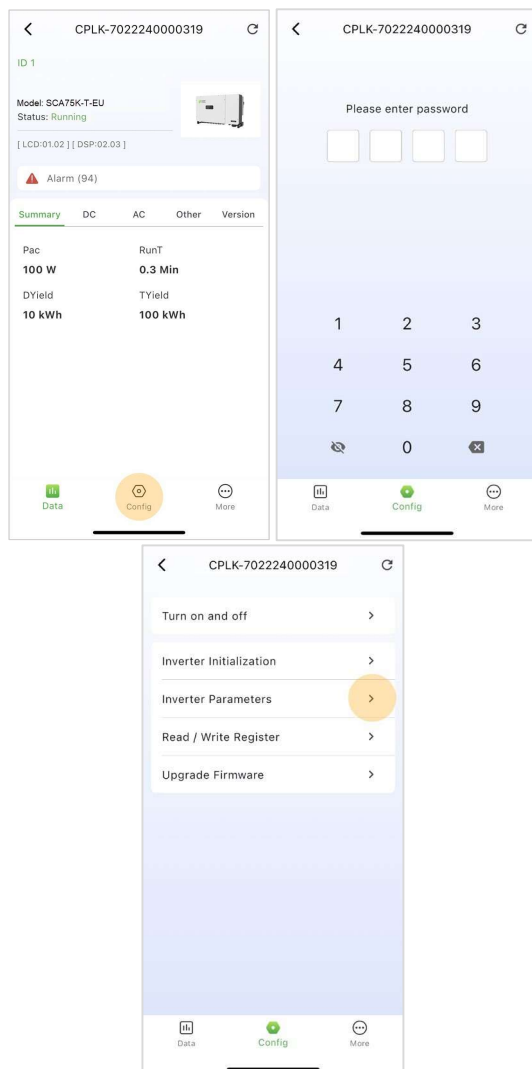 CPLK-7022240000319
ID 1
Model: SCA75K-T-EU
Status: Running
[ LCD:01.02 ] [ DSP:02.03 ]
Alarm (94)
Summary DC AC Other Version
Pac RunT
100 W 0.3 Min
DYield TYield
10 kWh 100 kWh
Data Config More
CPLK-7022240000319
Please enter password
1 2 3
4 5 6
7 8 9
0
Data Config More
CPLK-7022240000319
Turn on and off
Inverter Initialization
Inverter Parameters
Read / Write Register
Upgrade Firmware
Data Config More